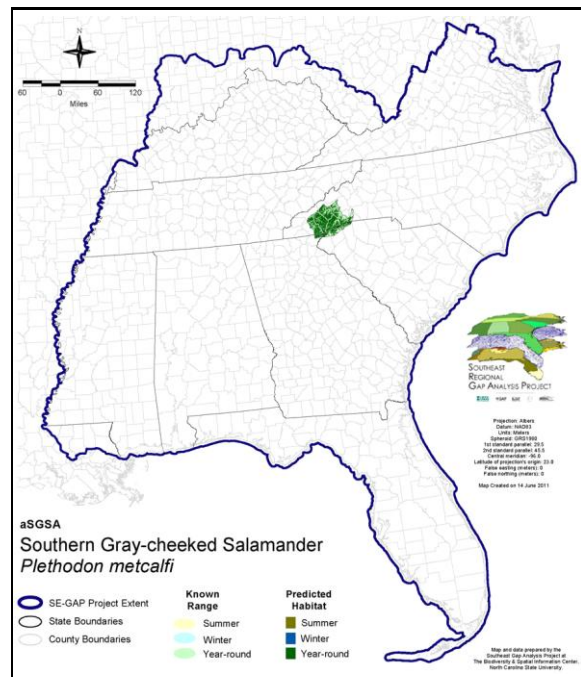 N
60 0 60 120
Miles
SOUTHEAST
REGIONAL
GAP ANALYSIS PROJECT
Projection: Albers
Datum: NAD83
Units: Meters
Spheroid: GRS1980
1st standard parallel: 29.5
2nd standard parallel: 45.5
Central meridian: -96.0
Latitude of projection's origin: 23.0
False easting (meters): 0
False northing (meters): 0
Map Created on 14 June 2011
aSGSA
Southern Gray-cheeked Salamander
Plethodon metcalfi
SE-GAP Project Extent
State Boundaries
County Boundaries
Known
Range
Summer
Winter
Year-round
Predicted
Habitat
Summer
Winter
Year-round
Map and data prepared by the
Southeast Gap Analysis Project at
The Biodiversity & Spatial Information Center,
North Carolina State University.